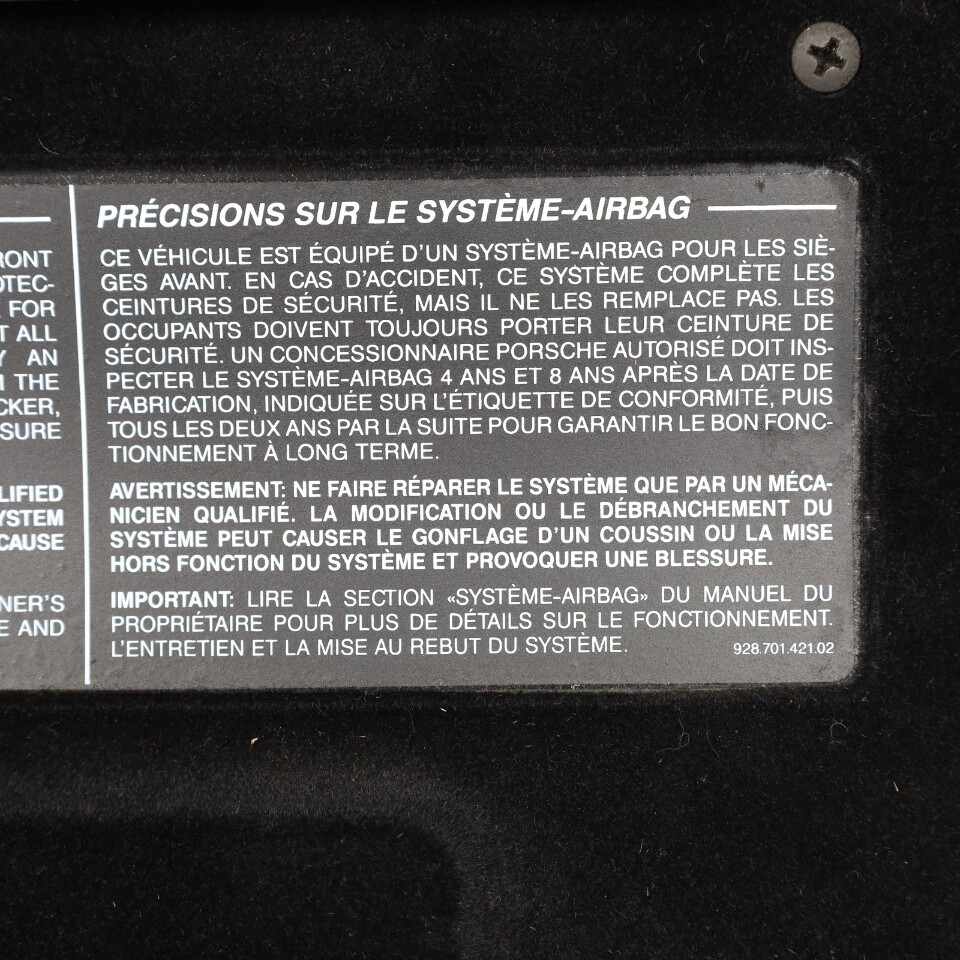 RONT
OTEC-
FOR
T ALL
Y AN
M THE
CKER,
SURE
LIFIED
YSTEM
CAUSE
NER'S
E AND
PRÉCISIONS SUR LE SYSTÈME-AIRBAG
CE VÉHICULE EST ÉQUIPÉ D'UN SYSTÈME-AIRBAG POUR LES SIÈ-
GES AVANT. EN CAS D'ACCIDENT, CE SYSTÈME COMPLÈTE LES
CEINTURES DE SÉCURITÉ, MAIS IL NE LES REMPLACE PAS. LES
OCCUPANTS DOIVENT TOUJOURS PORTER LEUR CEINTURE DE
SÉCURITÉ. UN CONCESSIONNAIRE PORSCHE AUTORISÉ DOIT INS-
PECTER LE SYSTÈME-AIRBAG 4 ANS ET 8 ANS APRÈS LA DATE DE
FABRICATION, INDIQUÉE SUR L'ÉTIQUETTE DE CONFORMITÉ, PUIS
TOUS LES DEUX ANS PAR LA SUITE POUR GARANTIR LE BON FONC-
TIONNEMENT À LONG TERME.
AVERTISSEMENT: NE FAIRE RÉPARER LE SYSTÈME QUE PAR UN MÉCA-
NICIEN QUALIFIÉ. LA MODIFICATION OU LE DÉBRANCHEMENT DU
SYSTÈME PEUT CAUSER LE GONFLAGE D'UN COUSSIN OU LA MISE
HORS FONCTION DU SYSTÈME ET PROVOQUER UNE BLESSURE.
IMPORTANT: LIRE LA SECTION «SYSTÈME-AIRBAG» DU MANUEL DU
PROPRIÉTAIRE POUR PLUS DE DÉTAILS SUR LE FONCTIONNEMENT.
L'ENTRETIEN ET LA MISE AU REBUT DU SYSTÈME. 928.701.421.02